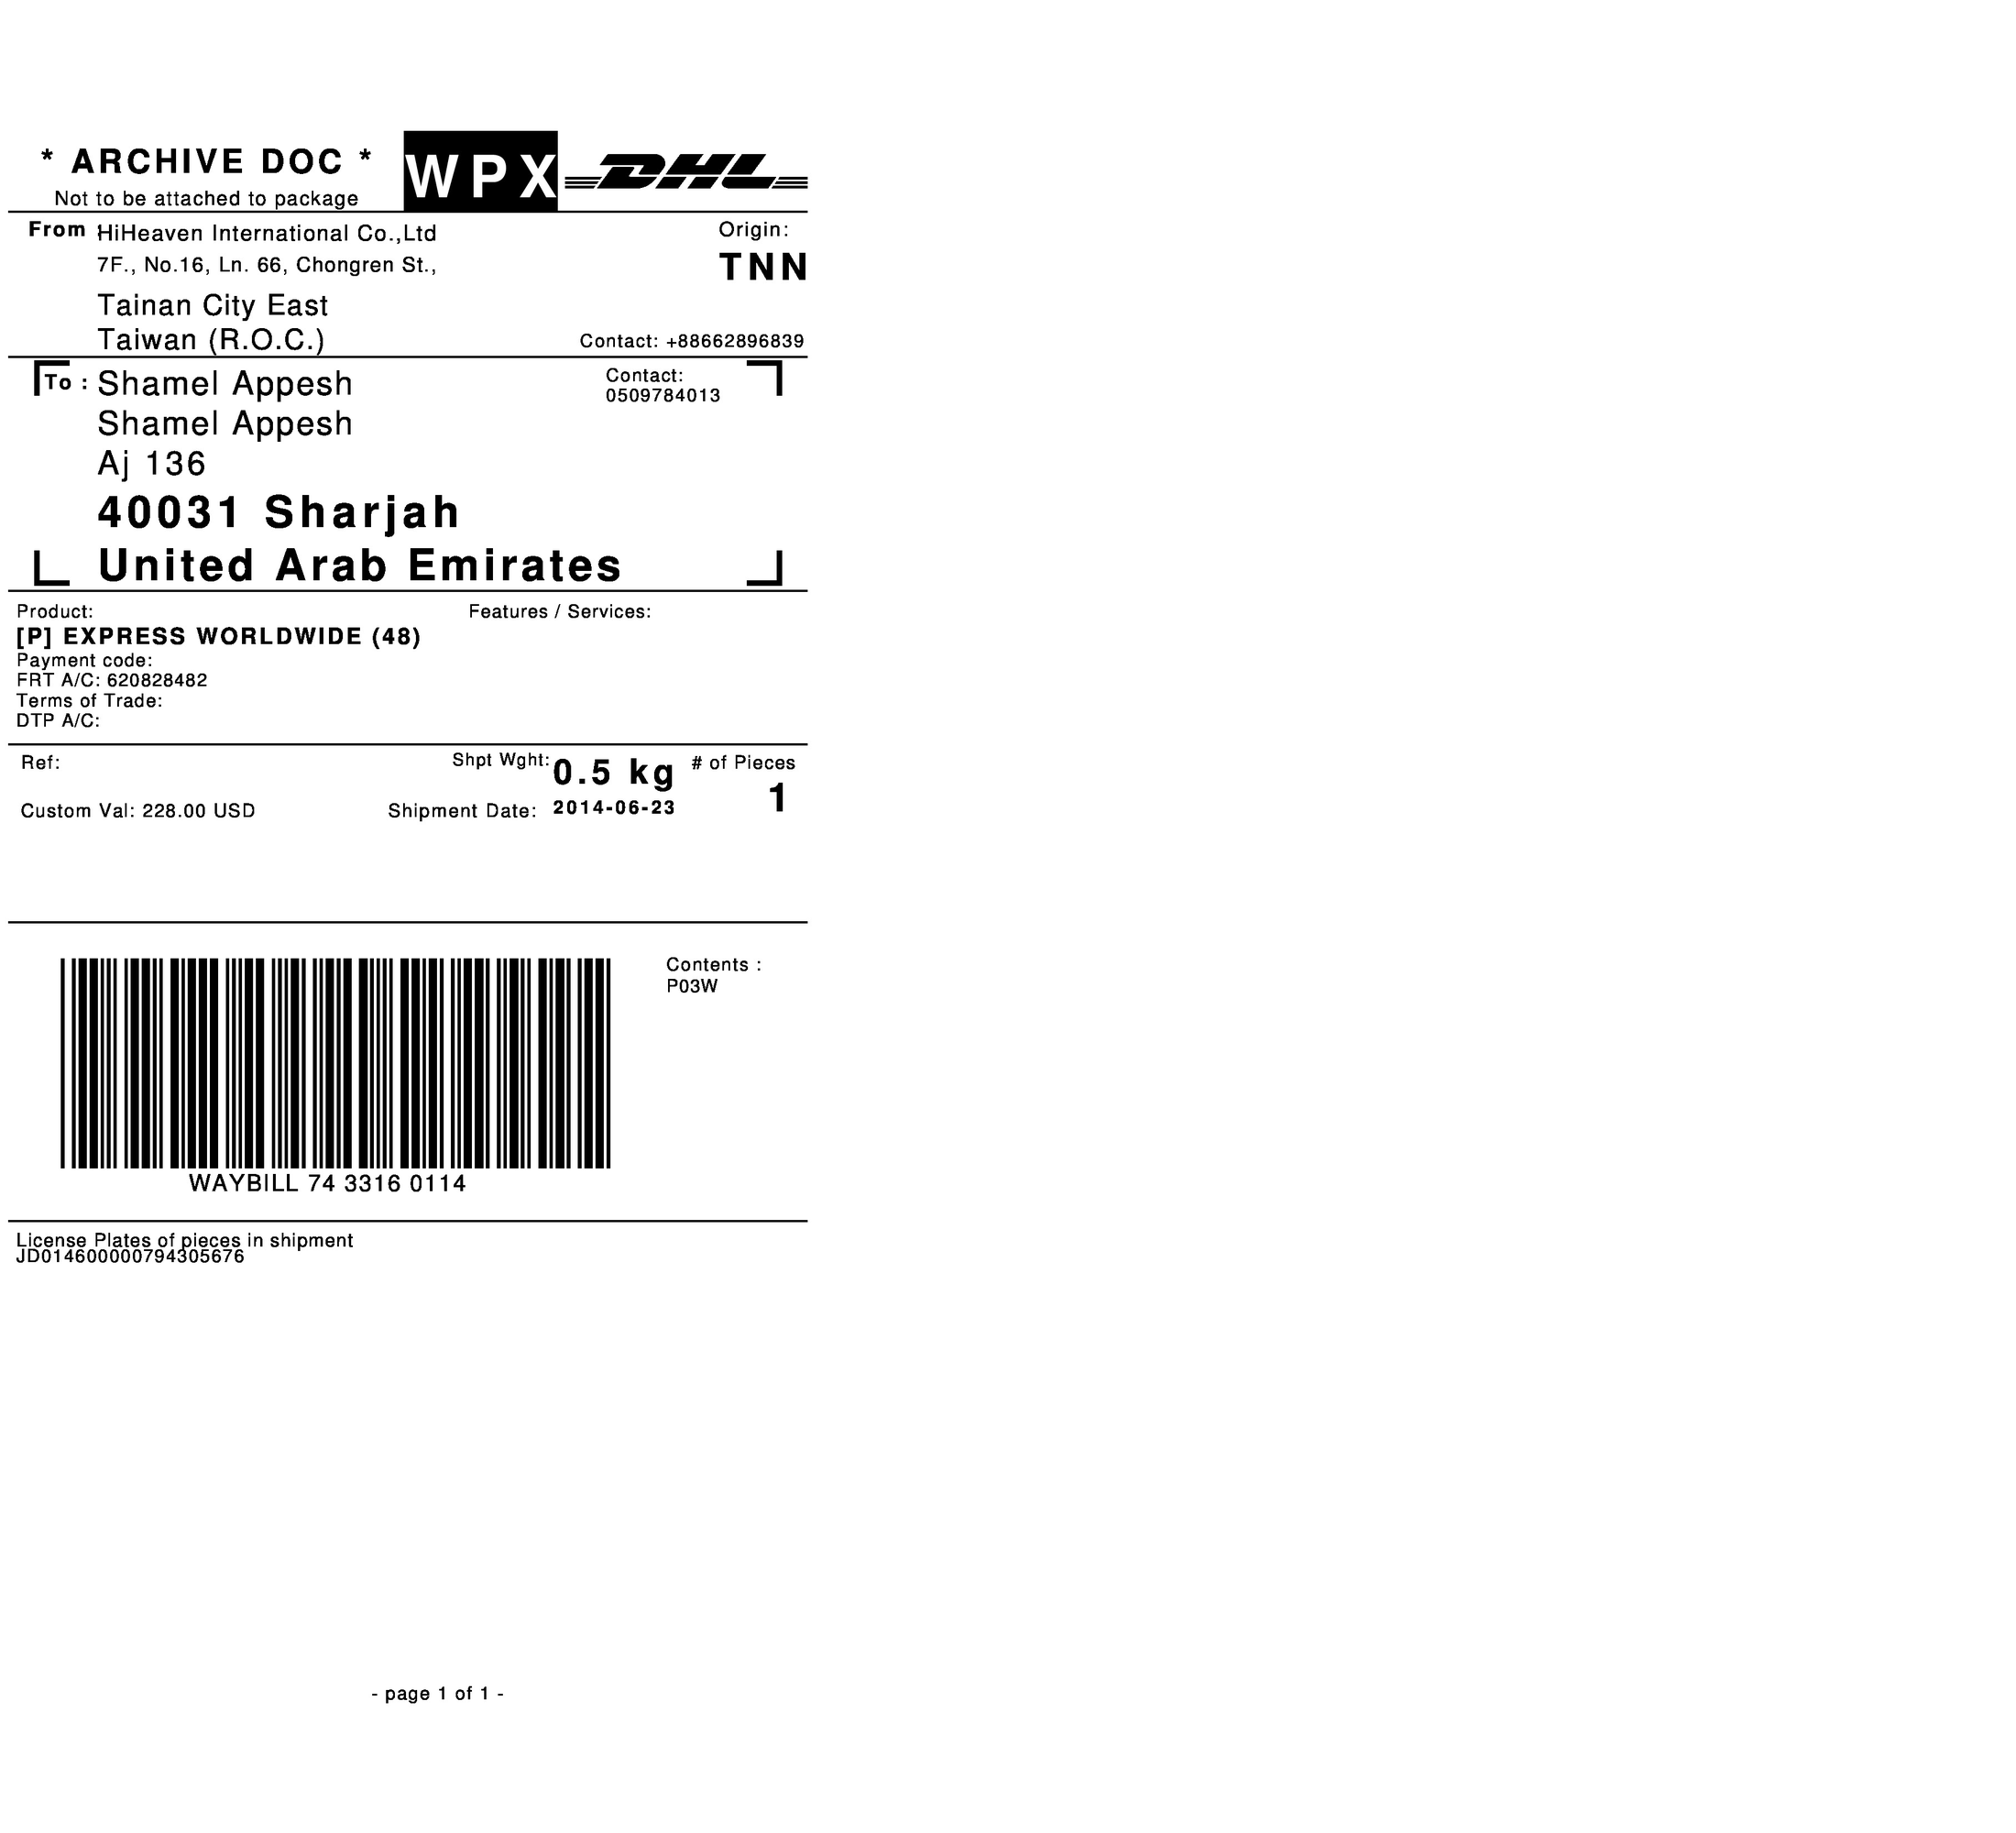 * ARCHIVE DOC *
Not to be attached to package
WPX
DHL
From : HiHeaven International Co.,Ltd
Origin:
7F., No.16, Ln. 66, Chongren St.,
TNN
Tainan City East
Taiwan (R.O.C.)
Contact: +88662896839
To : Shamel Appesh
Contact:
0509784013
Shamel Appesh
Aj 136
40031 Sharjah
United Arab Emirates
Product:
Features / Services:
[P] EXPRESS WORLDWIDE (48)
Payment code:
FRT A/C: 620828482
Terms of Trade:
DTP A/C:
Ref:
Shpt Wght: 0.5 kg
# of Pieces
1
Custom Val: 228.00 USD
Shipment Date: 2014-06-23
Contents :
P03W
WAYBILL 74 3316 0114
License Plates of pieces in shipment
JD014600000794305676
- page 1 of 1 -